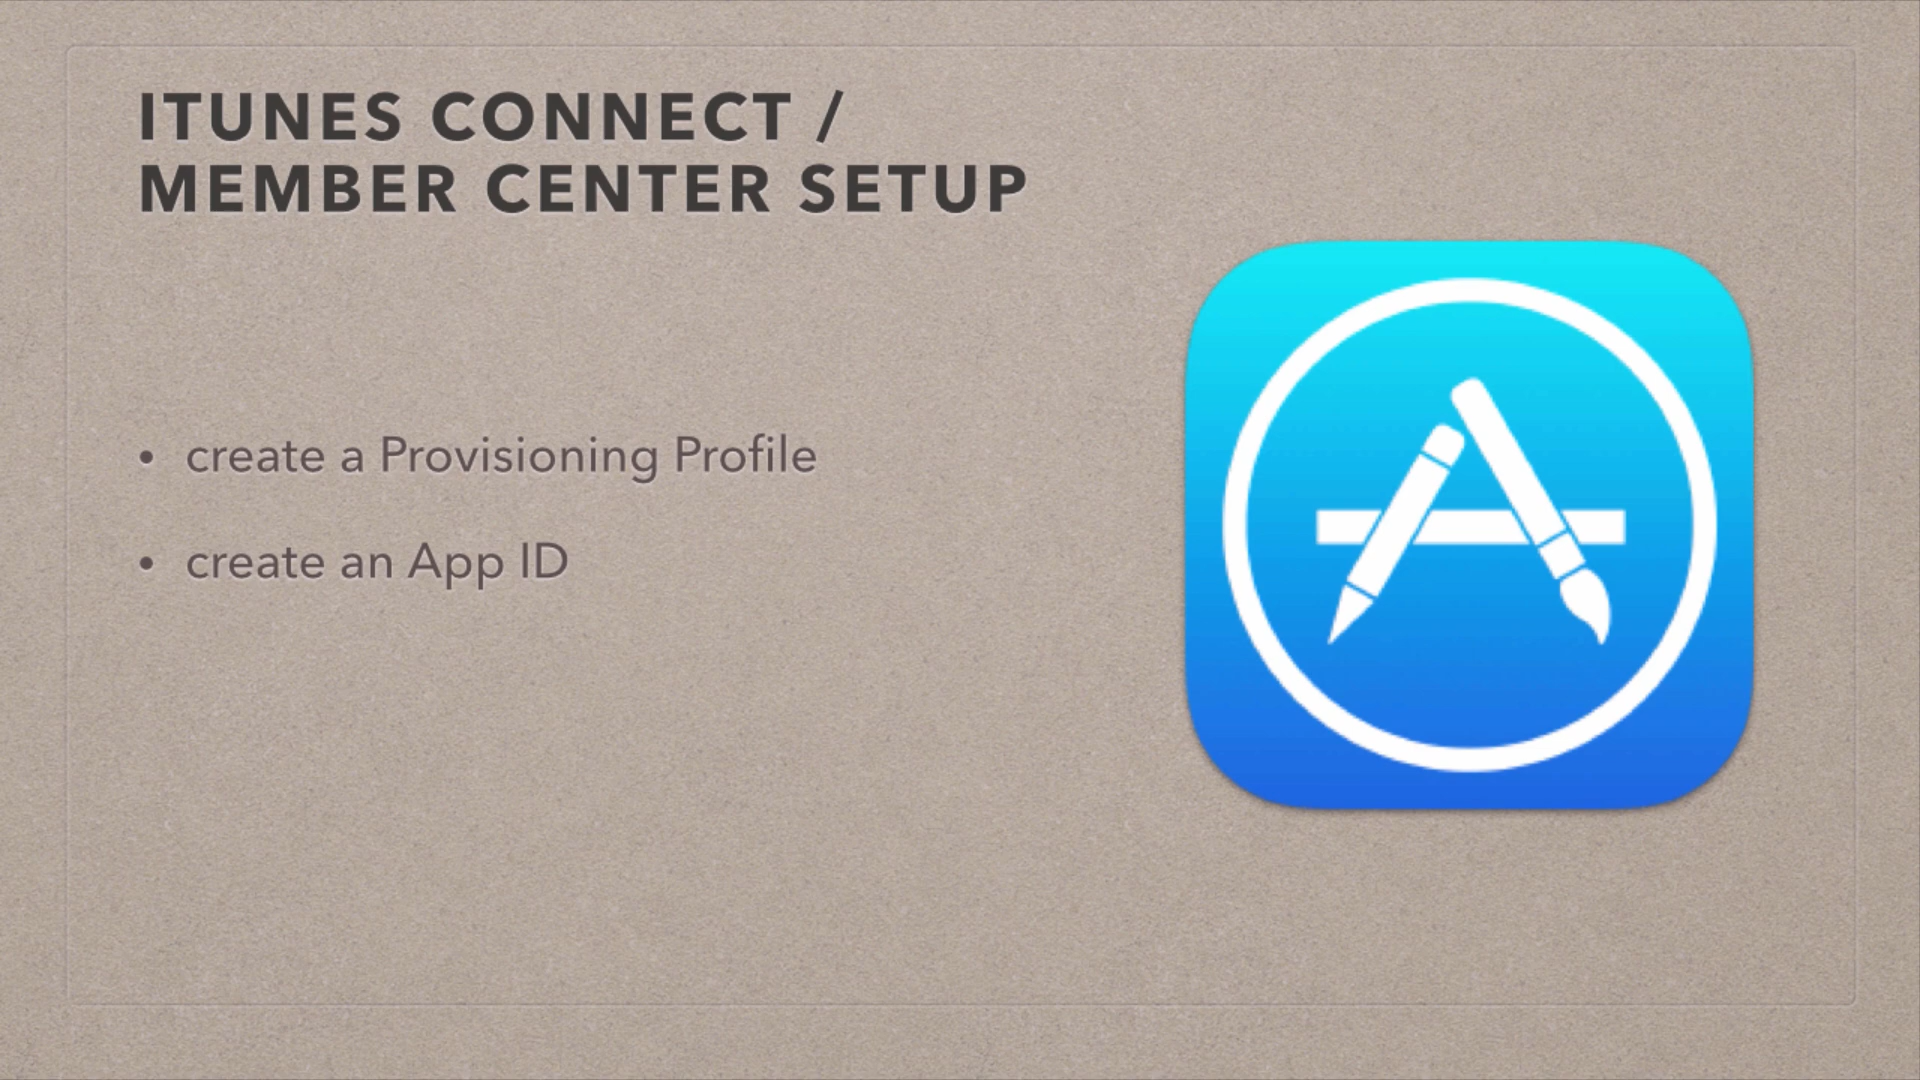 ITUNES CONNECT /
MEMBER CENTER SETUP
• create a Provisioning Profile
• create an App ID